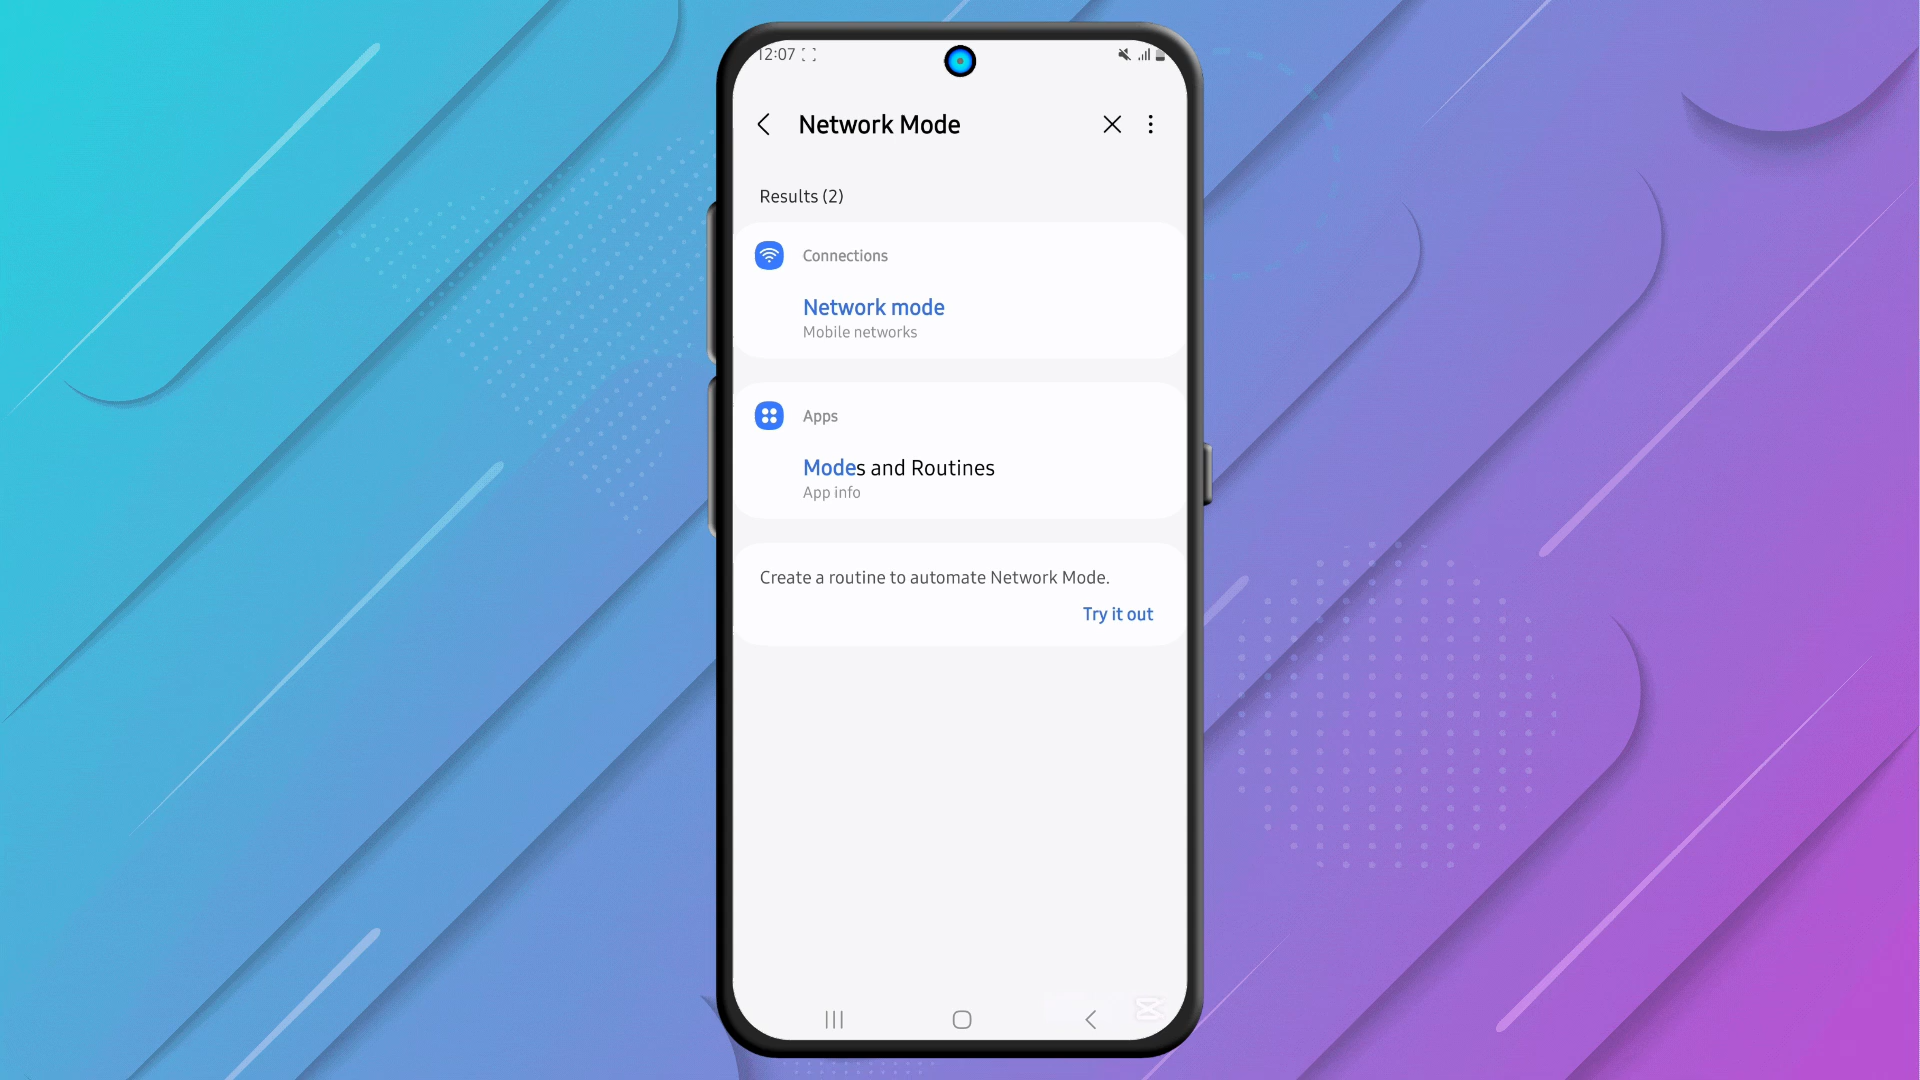 12:07
Network Mode
Results (2)
Connections
Network mode
Mobile networks
Apps
Modes and Routines
App info
Create a routine to automate Network Mode.
Try it out